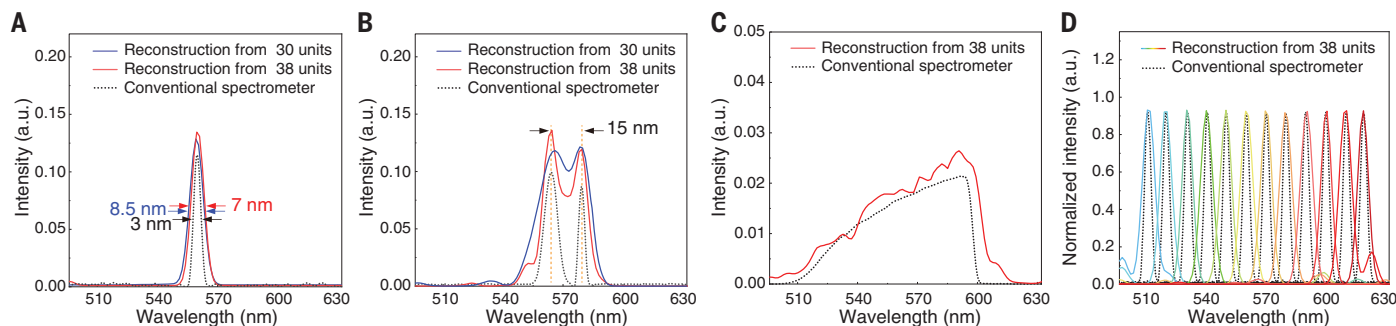 A
Intensity (a.u.)
0.20
0.15
0.10
0.05
0.00
Reconstruction from 30 units
Reconstruction from 38 units
Conventional spectrometer
8.5 nm
7 nm
3 nm
510 540 570 600 630
Wavelength (nm)
B
Intensity (a.u.)
0.20
0.15
0.10
0.05
0.00
Reconstruction from 30 units
Reconstruction from 38 units
Conventional spectrometer
15 nm
510 540 570 600 630
Wavelength (nm)
C
Intensity (a.u.)
0.05
0.04
0.03
0.02
0.01
0.00
Reconstruction from 38 units
Conventional spectrometer
510 540 570 600 630
Wavelength (nm)
D
Normalized intensity (a.u.)
1.2
0.9
0.6
0.4
0.2
0.0
Reconstruction from 38 units
Conventional spectrometer
510 540 570 600 630
Wavelength (nm)